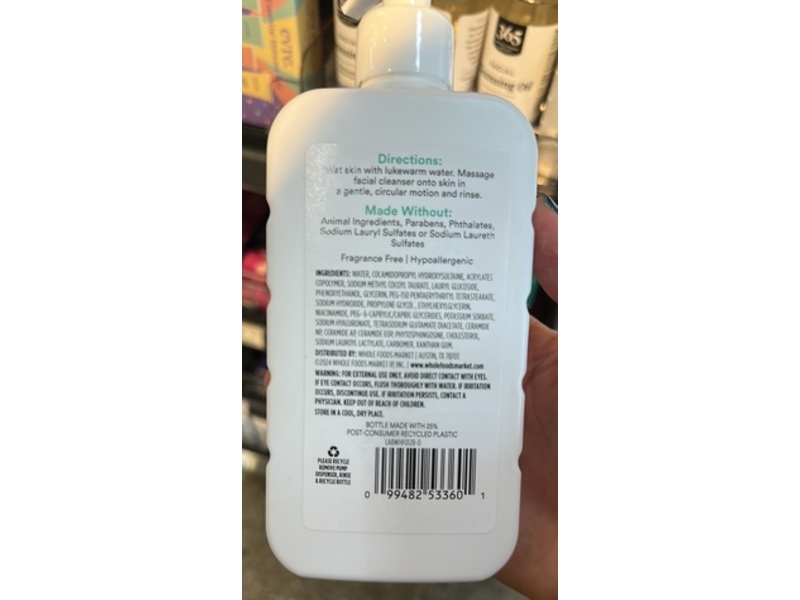 365
Directions:
Wet skin with lukewarm water. Massage
facial cleanser onto skin in
a gentle, circular motion and rinse.
Made Without:
Animal Ingredients, Parabens, Phthalates,
Sodium Lauryl Sulfates or Sodium Laureth
Sulfates
Fragrance Free | Hypoallergenic
INGREDIENTS: WATER, COCAMIDOPROPYL HYDROXYSULTAINE, ACRYLATES
COPOLYMER, SODIUM METHYL COCOYL TAURATE, LAURYL GLUCOSIDE,
PHENOXYETHANOL, GLYCERIN, PEG-150 PENTAERYTHRITYL TETRASTEARATE,
SODIUM HYDROXIDE, PROPYLENE GLYCOL, ETHYLHEXYLGLYCERIN,
NIACINAMIDE, PEG- 6-CAPRYLIC/CAPRIC GLYCERIDES, POTASSIUM SORBATE,
SODIUM HYALURONATE, TETRASODIUM GLUTAMATE DIACETATE, CERAMIDE
NP, CERAMIDE AP, CERAMIDE EOP, PHYTOSPHINGOSINE, CHOLESTEROL,
SODIUM LAUROYL LACTYLATE, CARBOMER, XANTHAN GUM.
DISTRIBUTED BY: WHOLE FOODS MARKET | AUSTIN, TX 78703
©2024 WHOLE FOODS MARKET IP, INC. | www.wholefoodsmarket.com
WARNING: FOR EXTERNAL USE ONLY. AVOID DIRECT CONTACT WITH EYES.
IF EYE CONTACT OCCURS, FLUSH THOROUGHLY WITH WATER. IF IRRITATION
OCCURS, DISCONTINUE USE. IF IRRITATION PERSISTS, CONTACT A
PHYSICIAN. KEEP OUT OF REACH OF CHILDREN.
STORE IN A COOL, DRY PLACE.
BOTTLE MADE WITH 25%
POST-CONSUMER RECYCLED PLASTIC
PLEASE RECYCLE
REMOVE PUMP
DISPENSER, RINSE
& RECYCLE BOTTLE
0 99482 53360 1